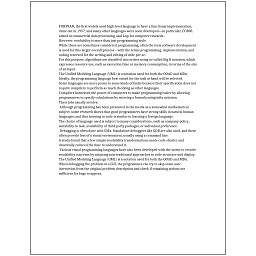 FORTRAN, the first widely used high-level language to have a functional implementation,
came out in 1957, and many other languages were soon developed—in particular, COBOL
aimed at commercial data processing, and Lisp for computer research.
However, readability is more than just programming style.
While these are sometimes considered programming, often the term software development
is used for this larger overall process – with the terms programming, implementation, and
coding reserved for the writing and editing of code per se.
For this purpose, algorithms are classified into orders using so-called Big O notation, which
expresses resource use, such as execution time or memory consumption, in terms of the size
of an input.
The Unified Modeling Language (UML) is a notation used for both the OOAD and MDA.
Ideally, the programming language best suited for the task at hand will be selected.
Some languages are more prone to some kinds of faults because their specification does not
require compilers to perform as much checking as other languages.
Compilers harnessed the power of computers to make programming easier by allowing
programmers to specify calculations by entering a formula using infix notation.
Their jobs usually involve:
Although programming has been presented in the media as a somewhat mathematical
subject, some research shows that good programmers have strong skills in natural human
languages, and that learning to code is similar to learning a foreign language.
The choice of language used is subject to many considerations, such as company policy,
suitability to task, availability of third-party packages, or individual preference.
Debugging is often done with IDEs. Standalone debuggers like GDB are also used, and these
often provide less of a visual environment, usually using a command line.
A study found that a few simple readability transformations made code shorter and
drastically reduced the time to understand it.
Various visual programming languages have also been developed with the intent to resolve
readability concerns by adopting non-traditional approaches to code structure and display.
The Unified Modeling Language (UML) is a notation used for both the OOAD and MDA.
When debugging the problem in a GUI, the programmer can try to skip some user
interaction from the original problem description and check if remaining actions are
sufficient for bugs to appear.